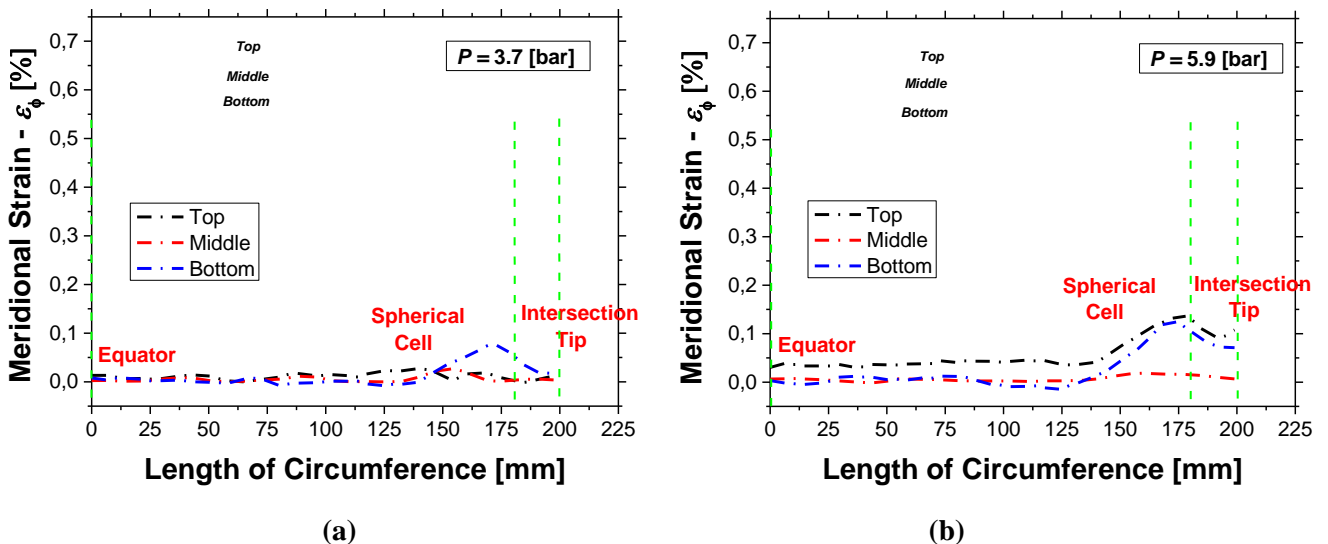 Meridional Strain - εϕ [%]
0,7
0,6
0,5
0,4
0,3
0,2
0,1
0,0
Top
Middle
Bottom
P = 3.7 [bar]
Top
Middle
Bottom
Equator
Spherical
Cell
Intersection
Tip
0 25 50 75 100 125 150 175 200 225
Length of Circumference [mm]
(a)
Meridional Strain - εϕ [%]
0,7
0,6
0,5
0,4
0,3
0,2
0,1
0,0
Top
Middle
Bottom
P = 5.9 [bar]
Top
Middle
Bottom
Equator
Spherical
Cell
Intersection
Tip
0 25 50 75 100 125 150 175 200 225
Length of Circumference [mm]
(b)